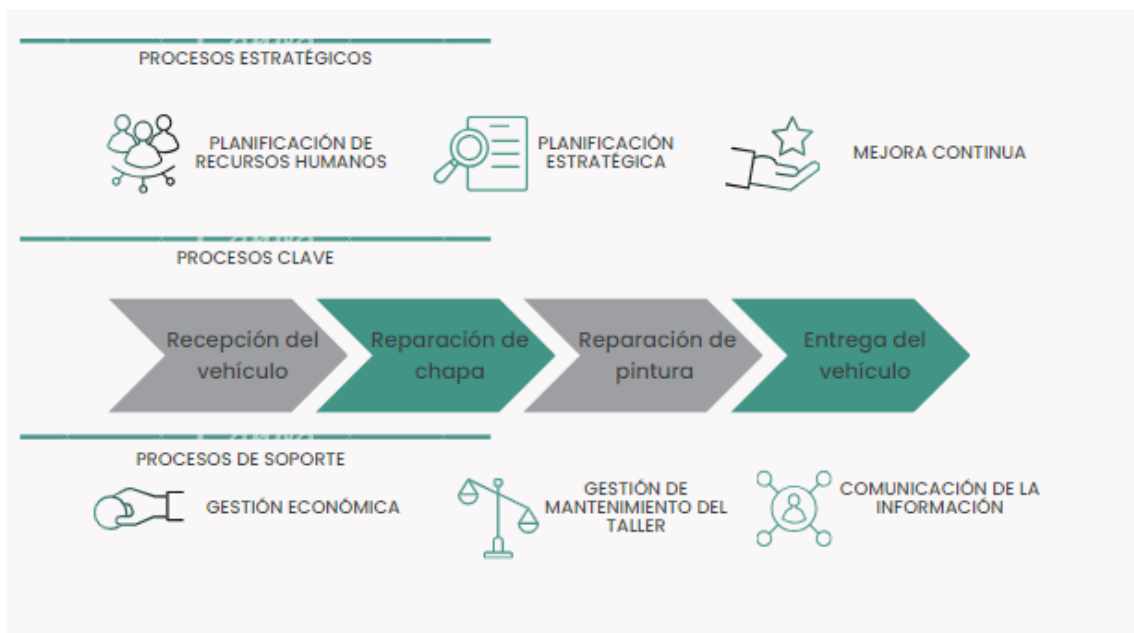 PROCESOS ESTRATÉGICOS
PLANIFICACIÓN DE
RECURSOS HUMANOS
PLANIFICACIÓN
ESTRATÉGICA
MEJORA CONTINUA
PROCESOS CLAVE
Recepción del
vehículo
Reparación de
chapa
Reparación de
pintura
Entrega del
vehículo
PROCESOS DE SOPORTE
GESTIÓN ECONÓMICA
GESTIÓN DE
MANTENIMIENTO DEL
TALLER
COMUNICACIÓN DE LA
INFORMACIÓN